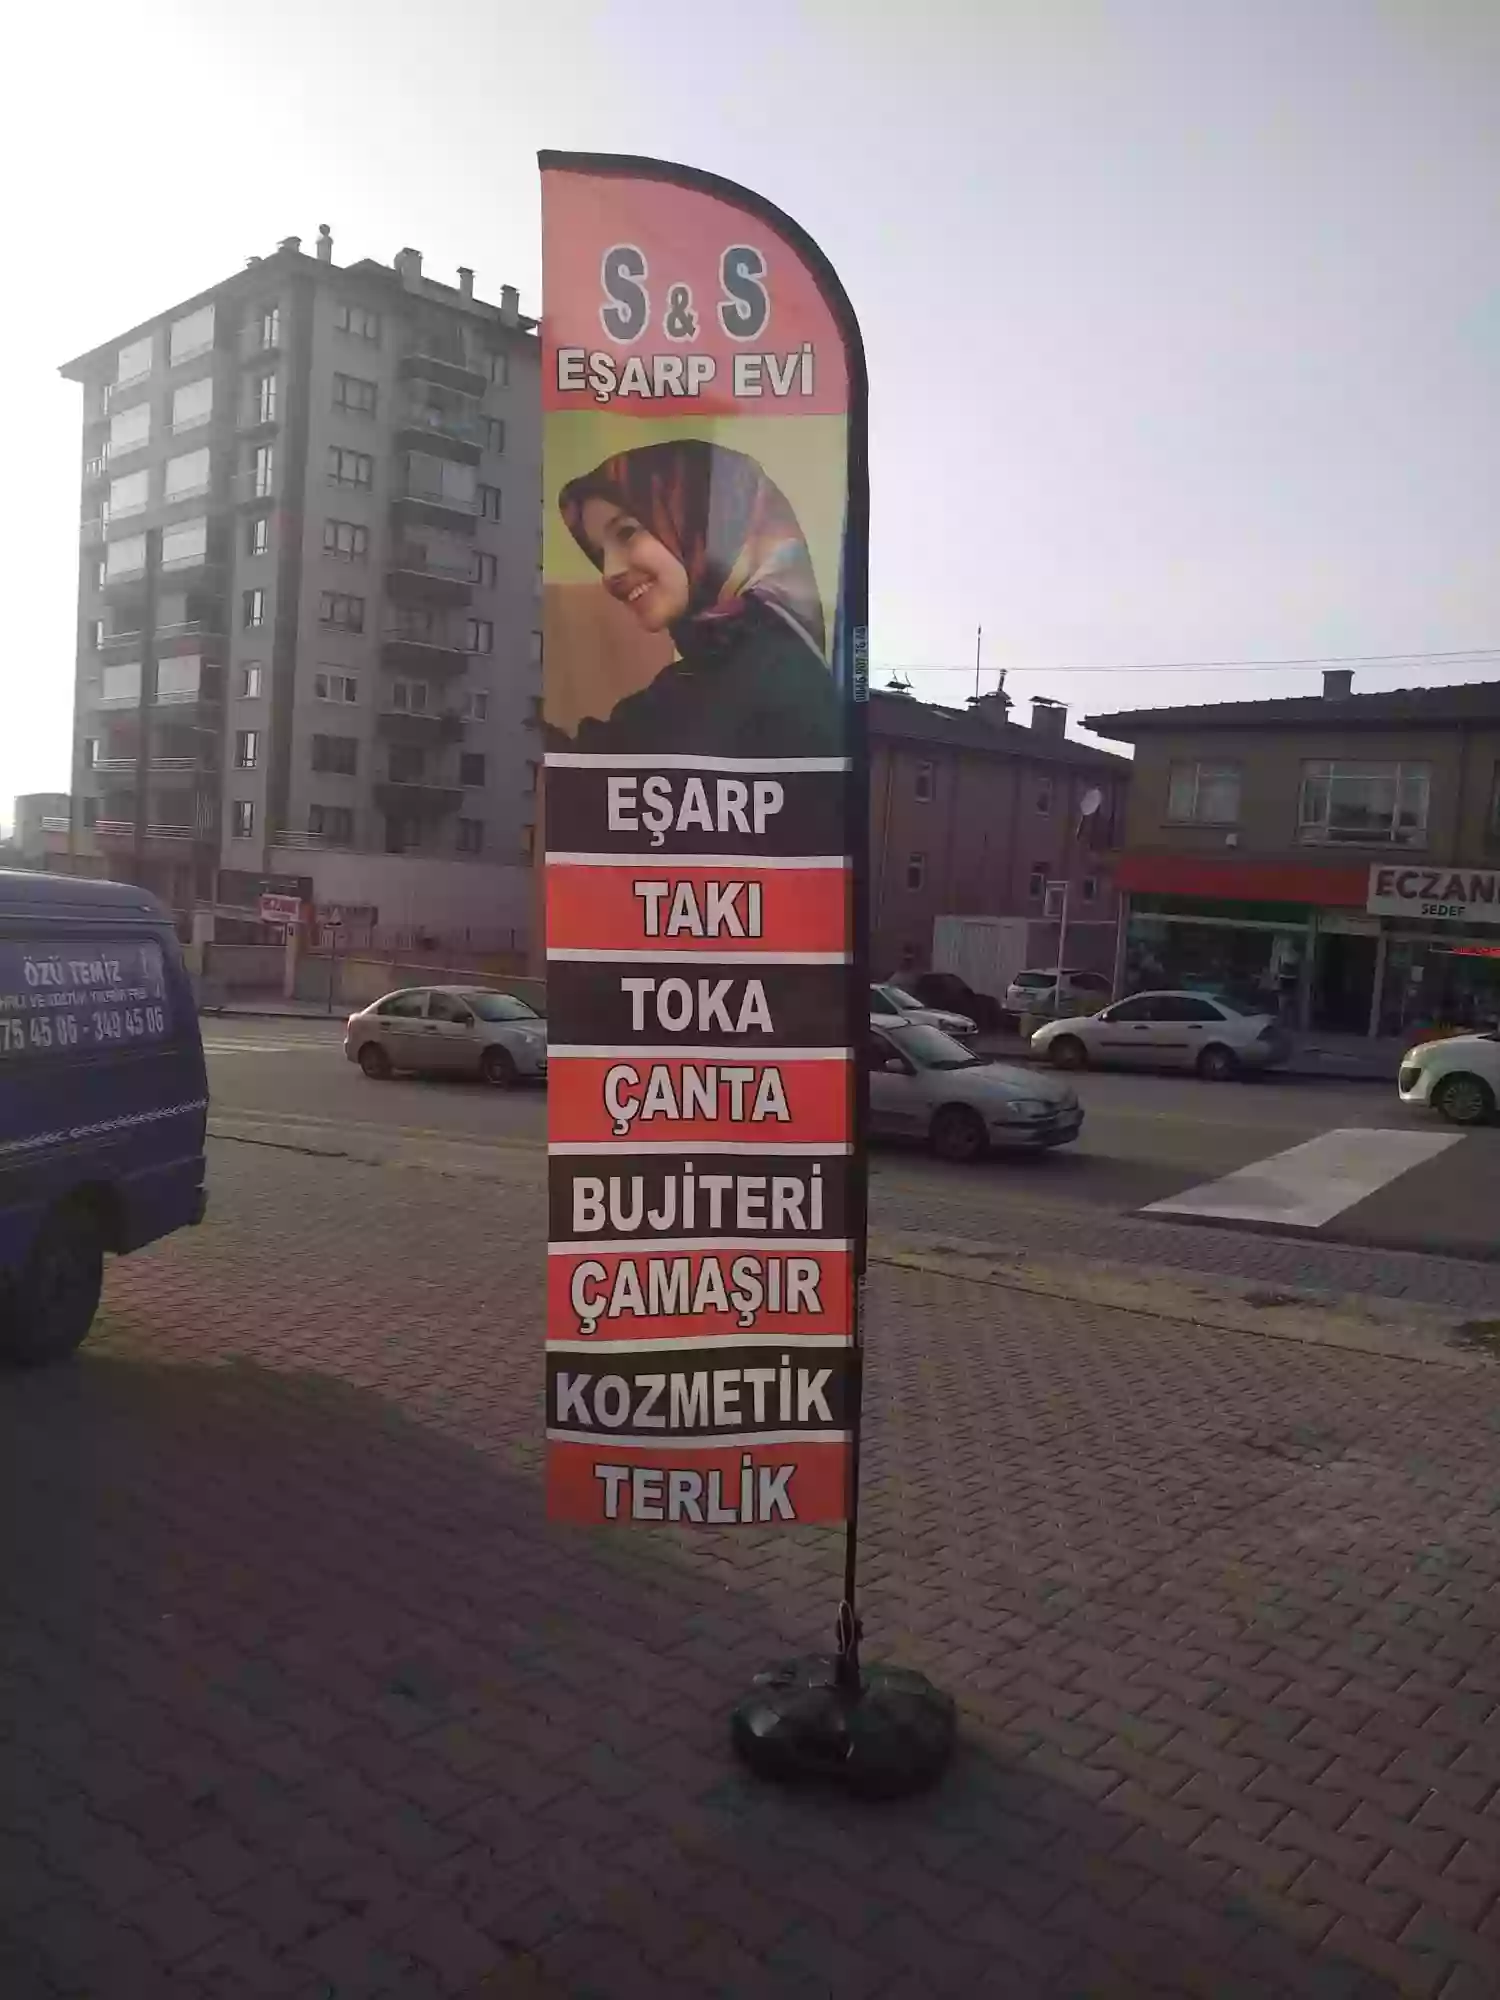 S & S
EŞARP EVİ
EŞARP
TAKI
TOKA
ÇANTA
BUJİTERİ
ÇAMAŞIR
KOZMETİK
TERLİK
ÖZÜ TEMİZ
75 45 06 - 349 45 06
ECZAN
SEDEF